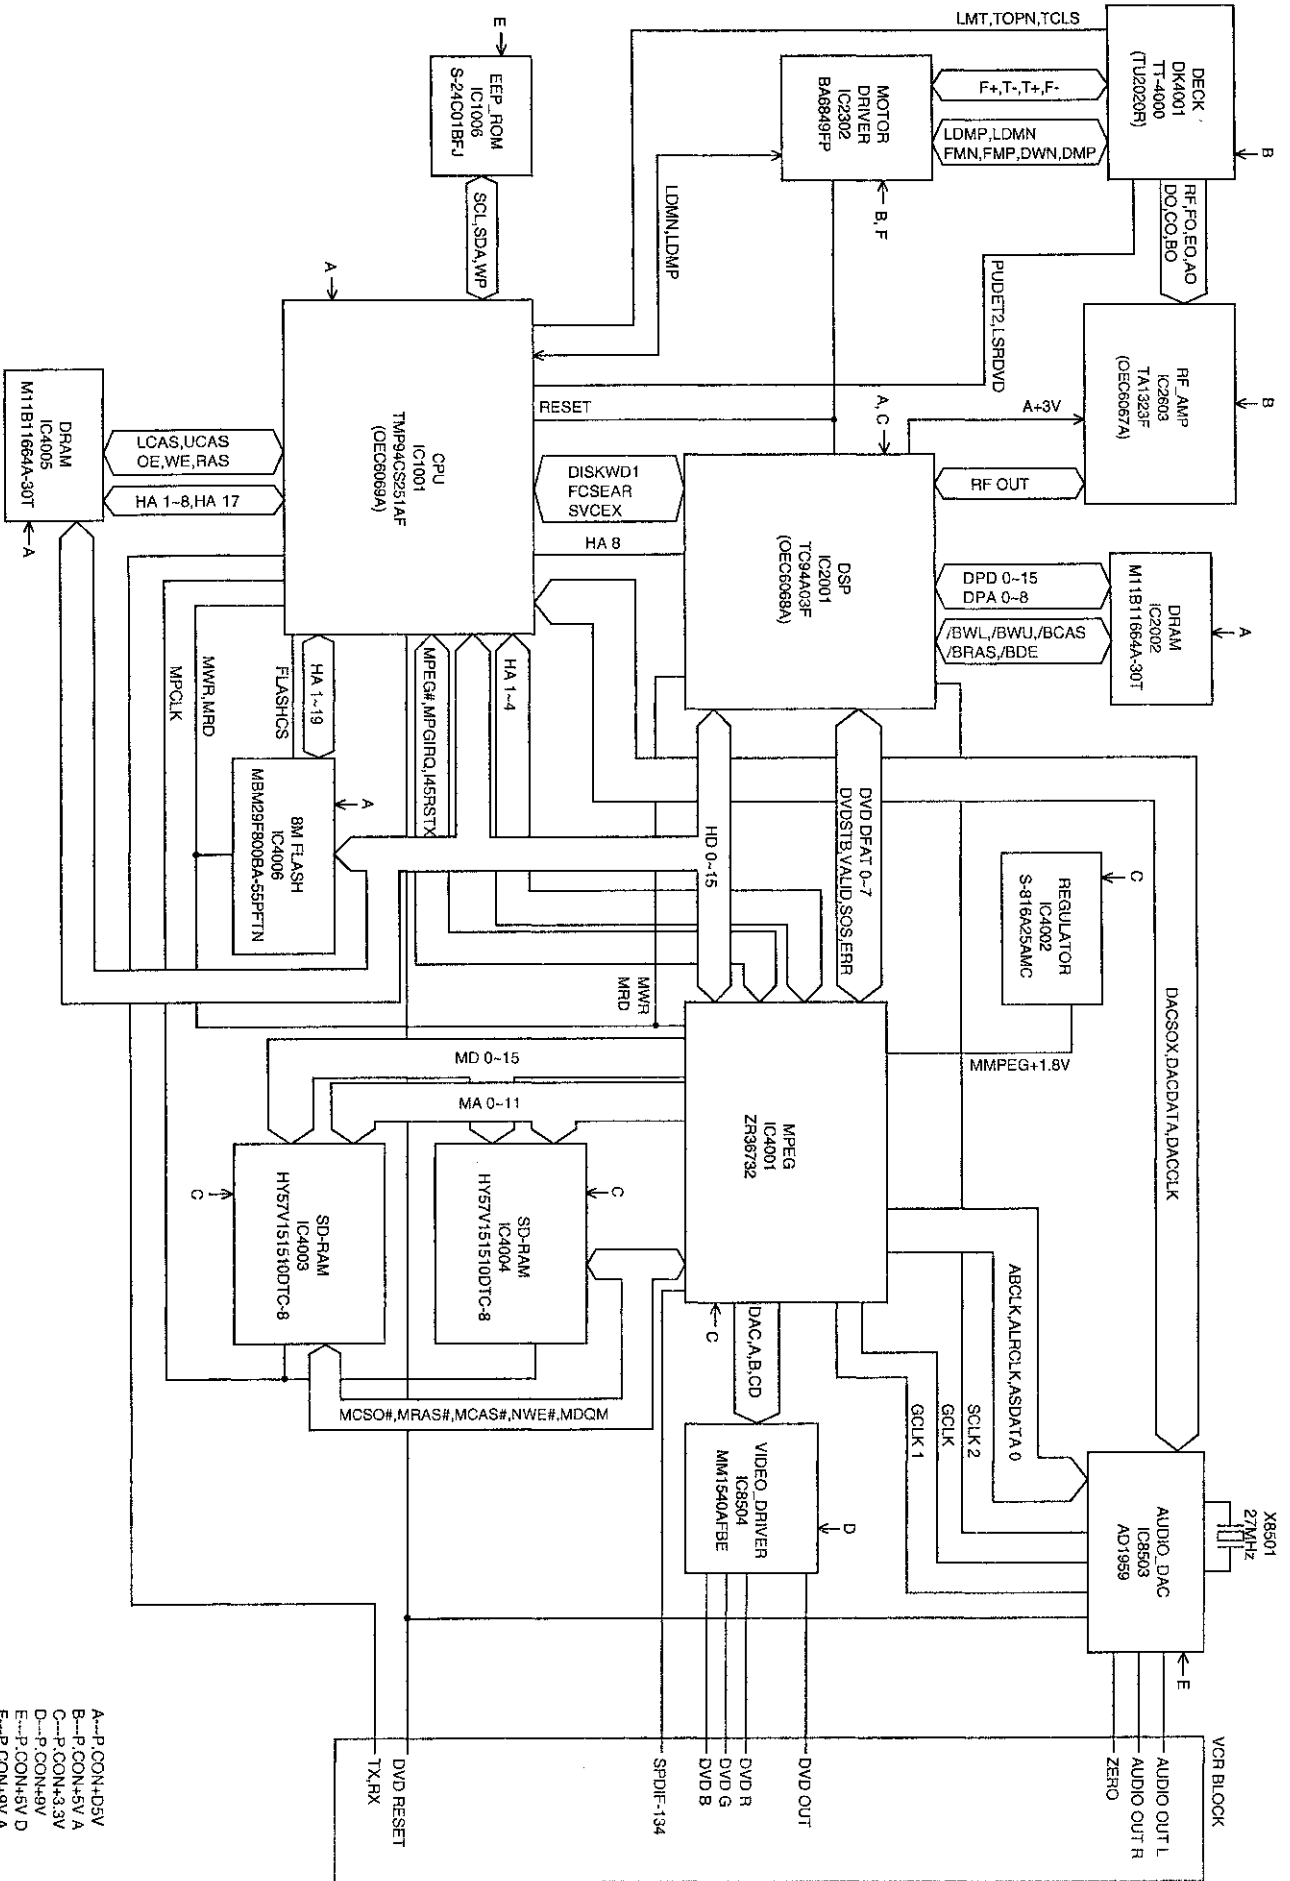 DECK
DK4001
TT-4000
(TU2020R)
B
LMT,TOPN,TCLS
F+,T-,T+,F-
LDMP,LDMN
FMN,FMP,DWN,DMP
RF,FO,EO,AO
DO,CO,BO
MOTOR
DRIVER
IC2302
BA6849FP
B, F
E
EEP_ROM
IC1006
S-24C01BFJ
SCL,SDA,WP
LDMN,LDMP
PUDET2,LSRDVD
RF_AMP
IC2603
TA1323F
(OEC6067A)
B
A+3V
RF OUT
RESET
A, C
DSP
IC2001
TC94A03F
(OEC6068A)
DISKWD1
FCSEAR
SVCEX
HA 8
A
CPU
IC1001
TMP94CS251AF
(OEC6069A)
DRAM
IC4005
M11B11664A-30T
A
LCAS,UCAS
OE,WE,RAS
HA 1~8,HA 17
DRAM
IC2002
M11B11664A-30T
A
DPD 0~15
DPA 0~8
/BWL,/BWU,/BCAS
/BRAS,/BDE
HA 1~4
MPEG#,MPGIRQ,I45RSTX
HA 1~19
FLASHCS
MWR,MRD
MPCLK
8M FLASH
IC4006
MBM29F800BA-55PFTN
A
HD 0~15
DVD DFAT 0~7
DVDSTB,VALID,SOS,ERR
REGULATOR
IC4002
S-816A25AMC
C
MMPEG+1.8V
DACSOX,DACDATA,DACCLK
MWR
MRD
MPEG
IC4001
ZR36732
C
MD 0~15
MA 0~11
SD-RAM
IC4004
HY57V151510DTC-8
C
SD-RAM
IC4003
HY57V151510DTC-8
C
MCSO#,MRAS#,MCAS#,NWE#,MDQM
DAC,A,B,CD
ABCLK,ALRCLK,ASDATA 0
SCLK 2
GCLK
GCLK 1
VIDEO_DRIVER
IC8504
MM1540AFBE
D
X8501
27MHz
AUDIO_DAC
IC8503
AD1959
E
VCR BLOCK
AUDIO OUT L
AUDIO OUT R
ZERO
DVD OUT
DVD R
DVD G
DVD B
SPDIF-134
DVD RESET
TX,RX
A---P.CON+D5V
B---P.CON+5V A
C---P.CON+3.3V
D---P.CON+9V
E---P.CON+5V D
F---P.CON+9V A